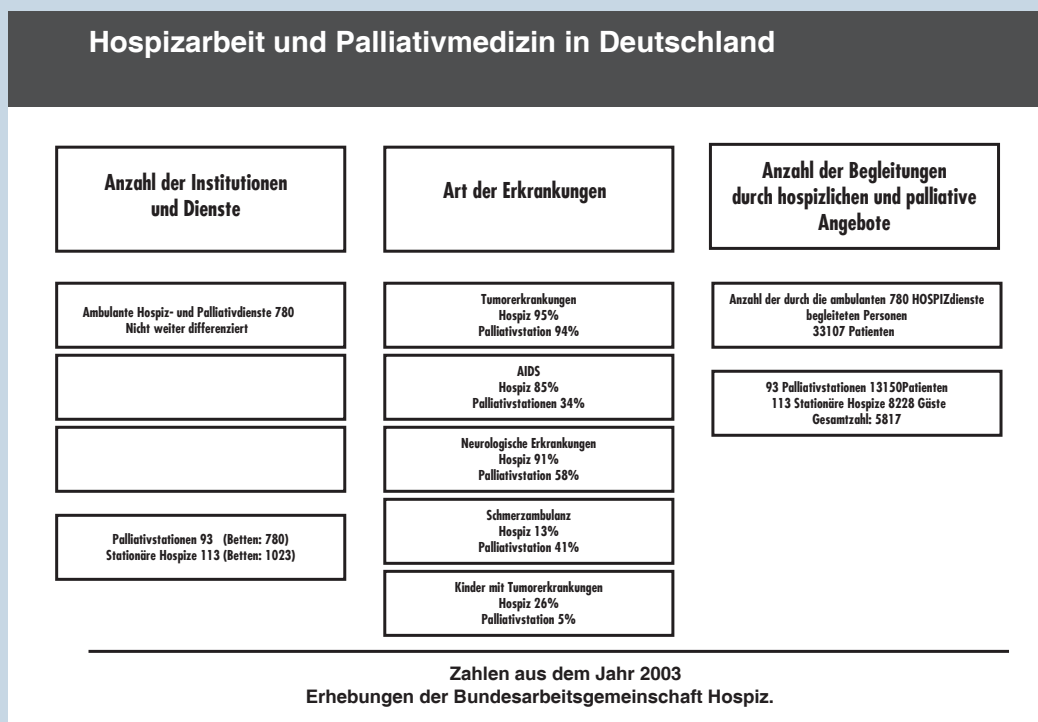 Hospizarbeit und Palliativmedizin in Deutschland
Anzahl der Institutionen
und Dienste
Ambulante Hospiz- und Palliativdienste 780
Nicht weiter differenziert
Palliativstationen 93 (Betten: 780)
Stationäre Hospize 113 (Betten: 1023)
Art der Erkrankungen
Tumorerkrankungen
Hospiz 95%
Palliativstation 94%
AIDS
Hospiz 85%
Palliativstationen 34%
Neurologische Erkrankungen
Hospiz 91%
Palliativstation 58%
Schmerzambulanz
Hospiz 13%
Palliativstation 41%
Kinder mit Tumorerkrankungen
Hospiz 26%
Palliativstation 5%
Anzahl der Begleitungen
durch hospizlichen und palliative
Angebote
Anzahl der durch die ambulanten 780 HOSPIZdienste
begleiteten Personen
33107 Patienten
93 Palliativstationen 13150Patienten
113 Stationäre Hospize 8228 Gäste
Gesamtzahl: 5817
Zahlen aus dem Jahr 2003
Erhebungen der Bundesarbeitsgemeinschaft Hospiz.